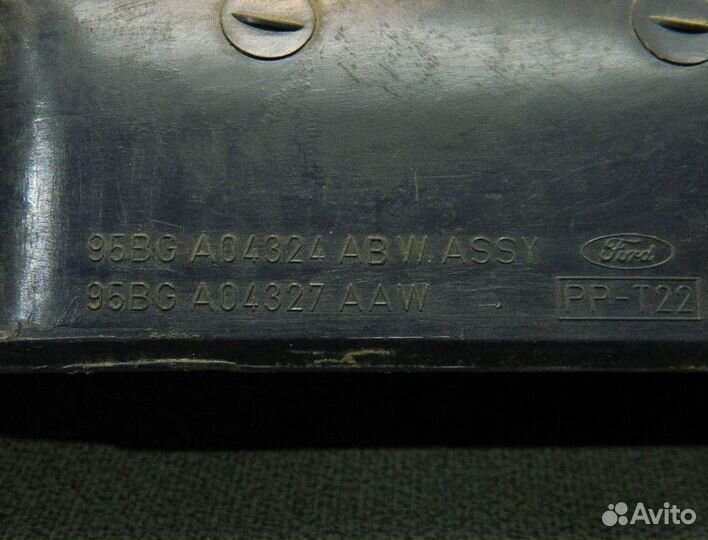 95BG A04324 ABW ASSY
Ford
95BG A04327 AAW
PP-T22
Avito